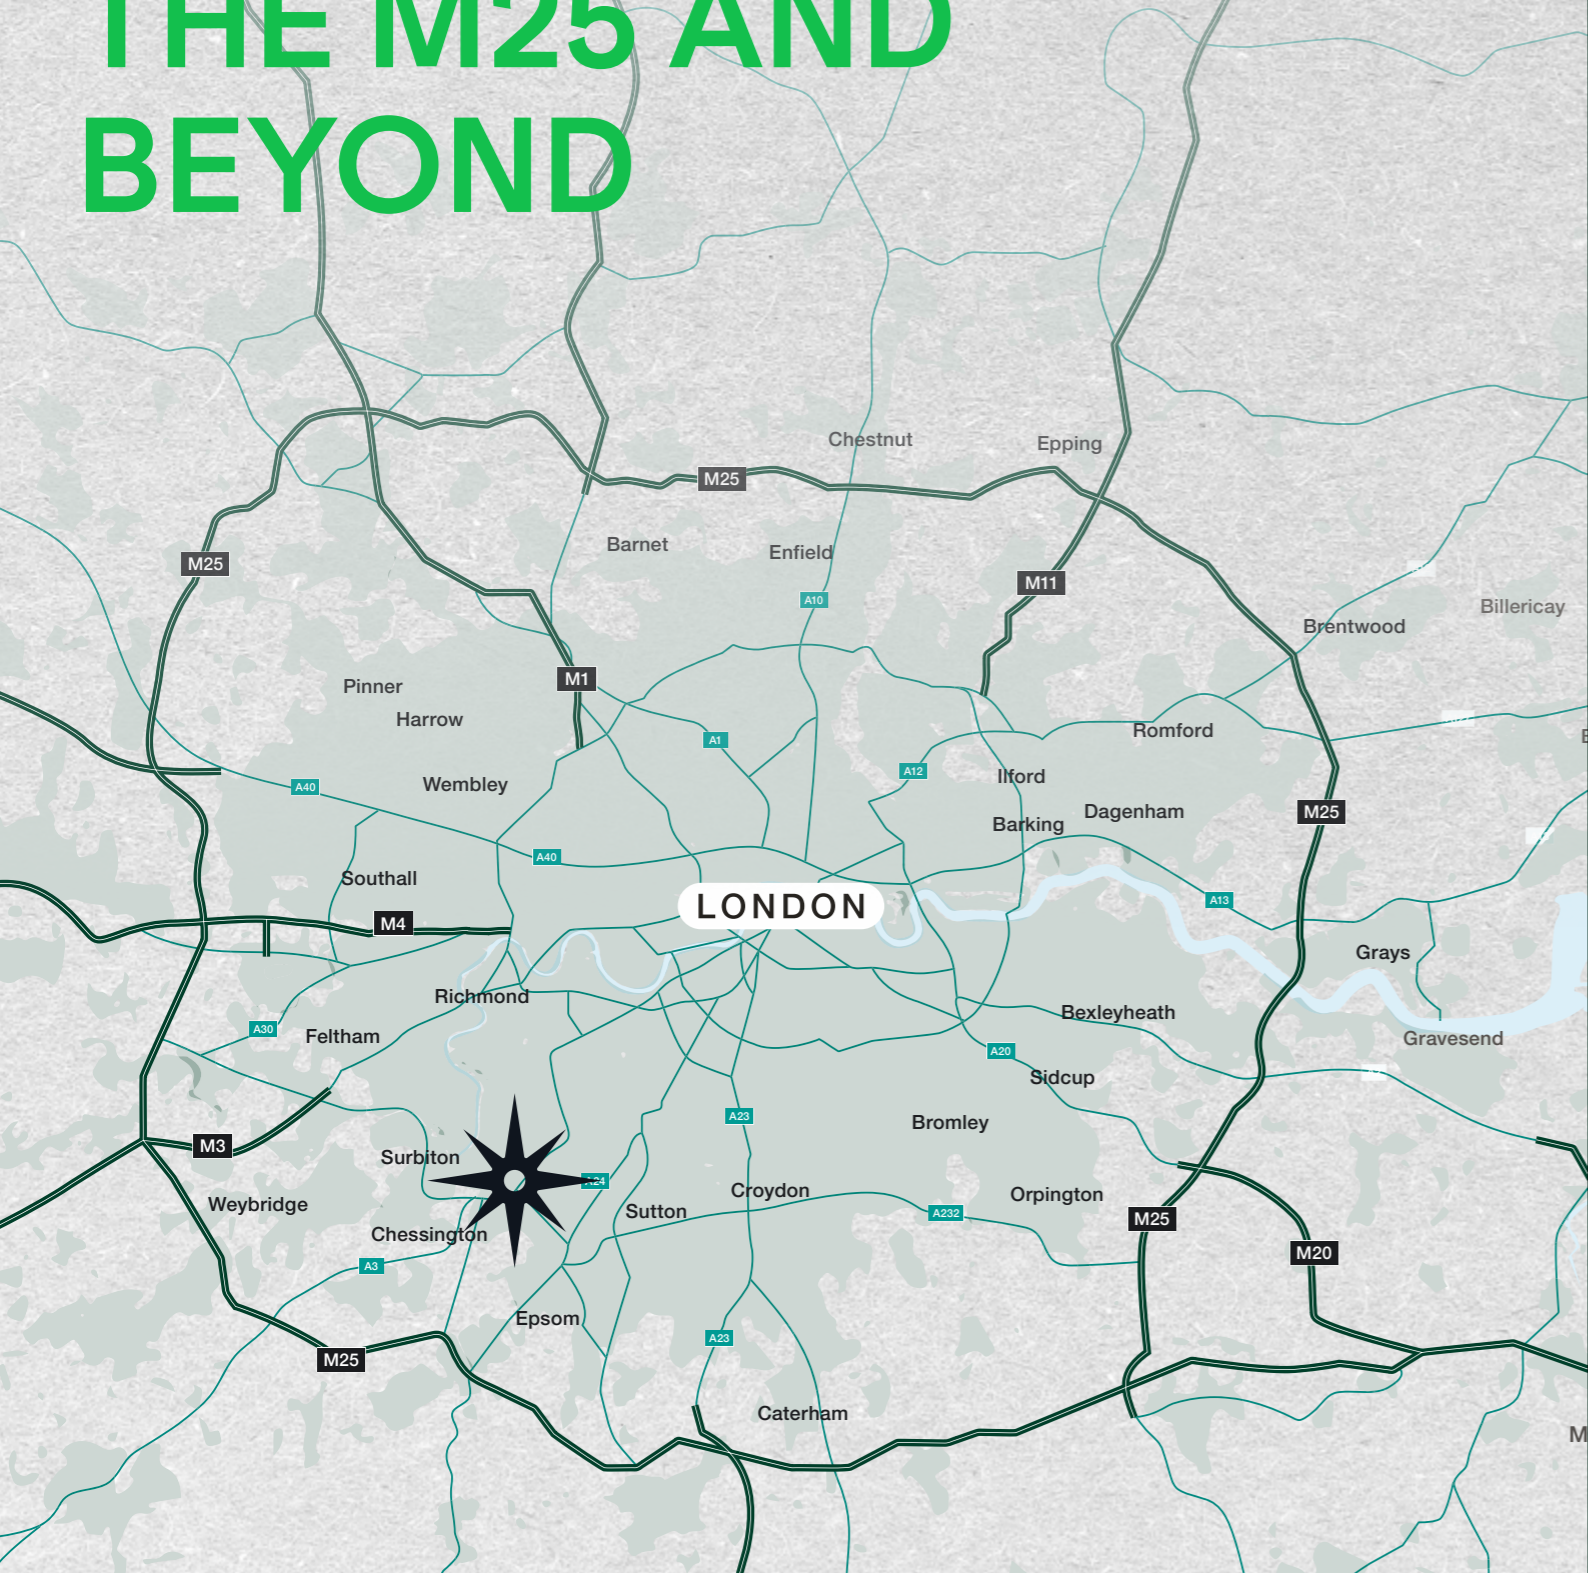 THE M25 AND
BEYOND
Chestnut
Epping
M25
Barnet
Enfield
M25
M11
A10
Billericay
Brentwood
Pinner
M1
Harrow
Romford
A1
A12
Ilford
Wembley
A40
Dagenham
M25
Barking
A40
Southall
A13
LONDON
M4
Grays
Richmond
Bexleyheath
A30
Feltham
Gravesend
A20
Sidcup
A23
Bromley
M3
Surbiton
A24
Croydon
Orpington
Weybridge
Sutton
A232
M25
Chessington
M20
A3
Epsom
A23
M25
Caterham